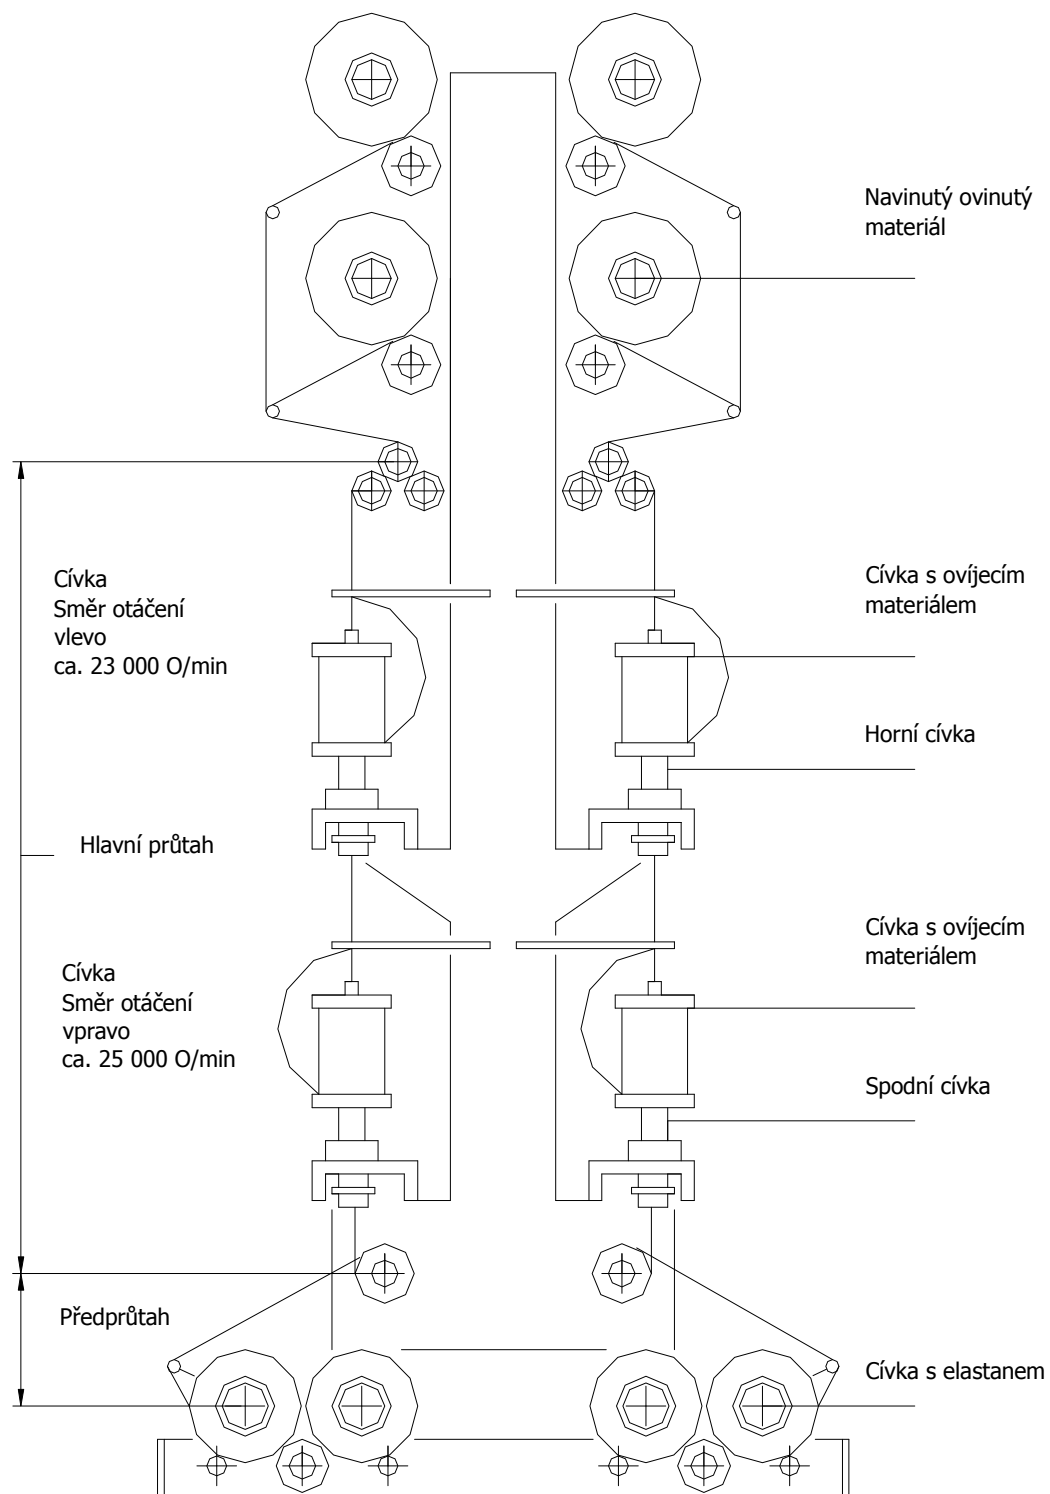 Navinutý ovinutý
materiál
Cívka
Směr otáčení
vlevo
ca. 23 000 O/min
Cívka s ovíjecím
materiálem
Horní cívka
Hlavní průtah
Cívka
Směr otáčení
vpravo
ca. 25 000 O/min
Cívka s ovíjecím
materiálem
Spodní cívka
Předprůtah
Cívka s elastanem